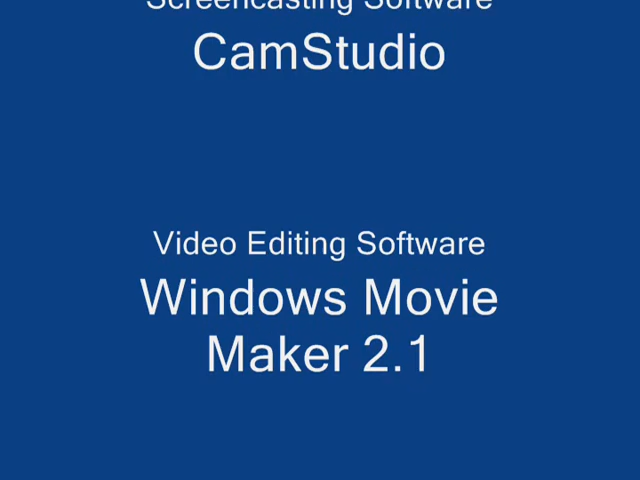 Screencasting Software
CamStudio
Video Editing Software
Windows Movie
Maker 2.1